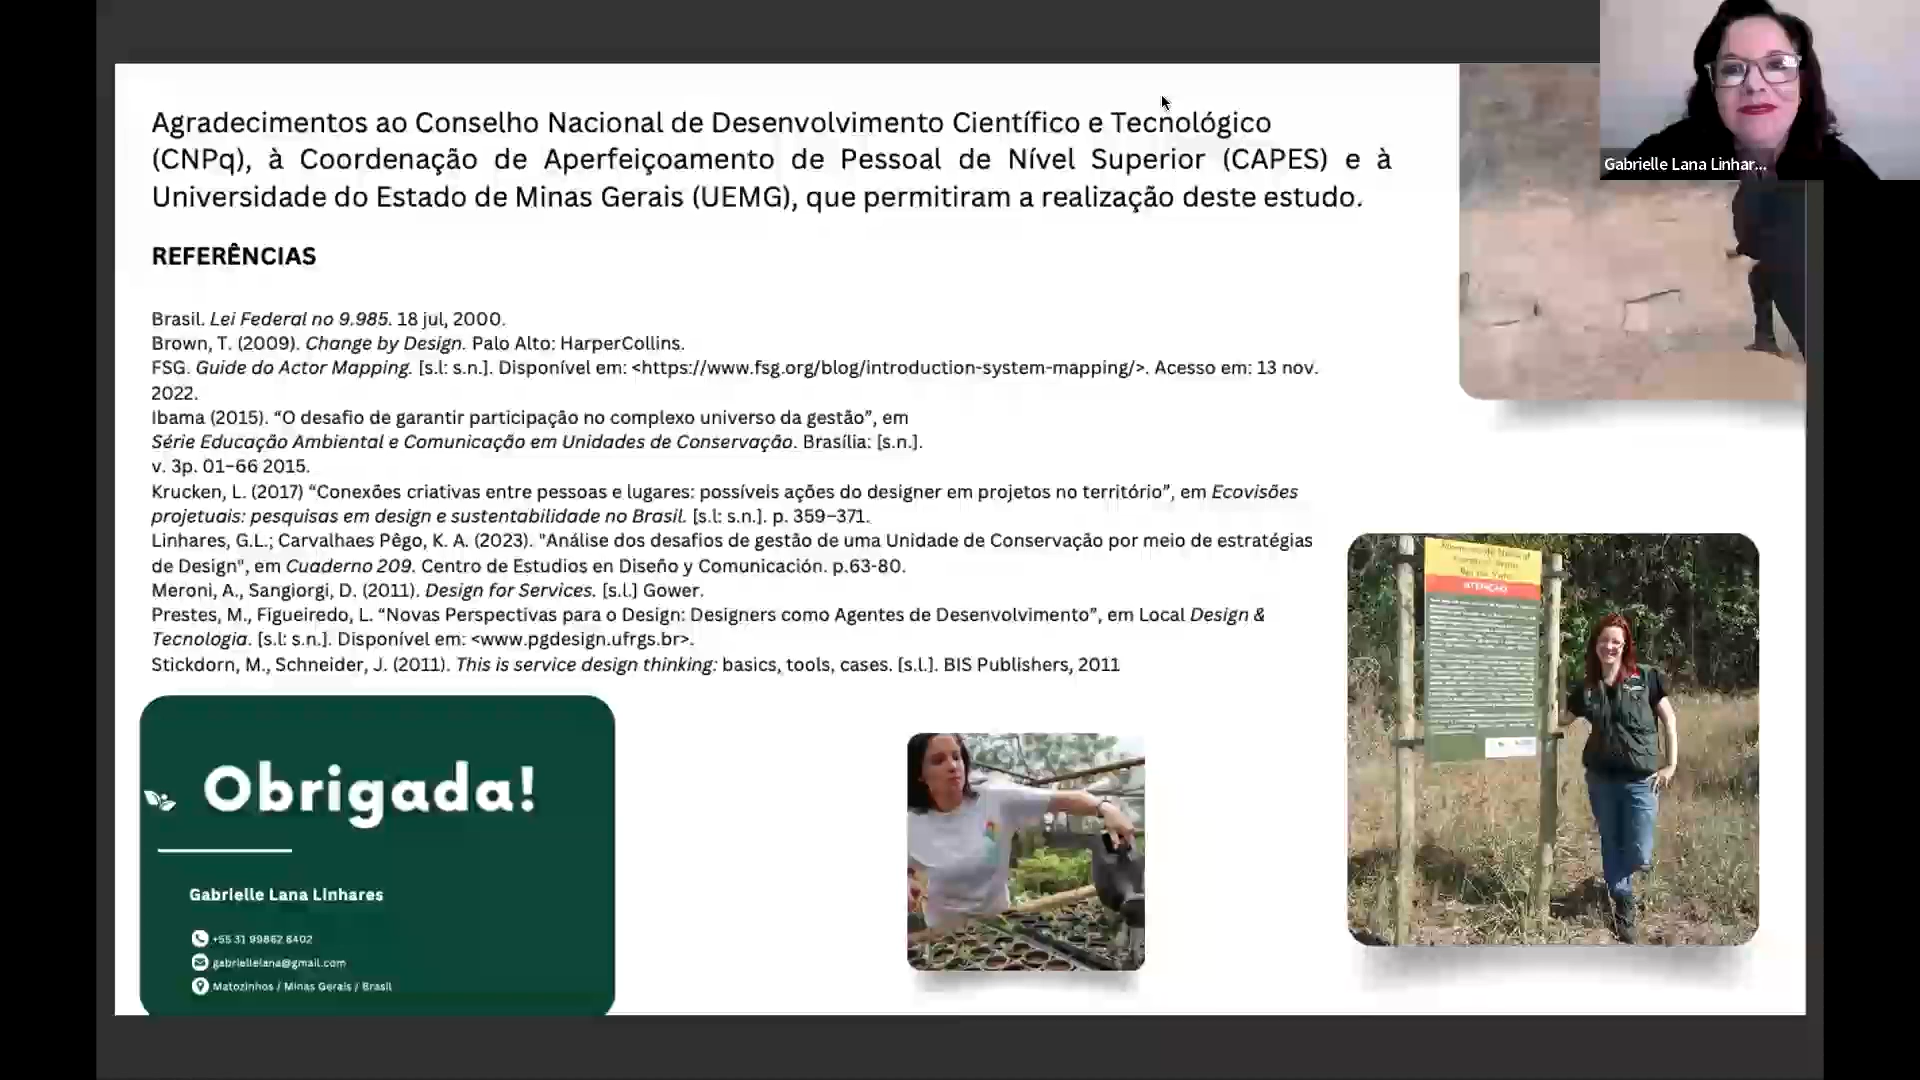 Agradecimentos ao Conselho Nacional de Desenvolvimento Científico e Tecnológico
(CNPq), à Coordenação de Aperfeiçoamento de Pessoal de Nível Superior (CAPES) e à
Universidade do Estado de Minas Gerais (UEMG), que permitiram a realização deste estudo.
REFERÊNCIAS
Brasil. Lei Federal no 9.985. 18 jul, 2000.
Brown, T. (2009). Change by Design. Palo Alto: HarperCollins.
FSG. Guide do Actor Mapping. [s.l: s.n.]. Disponível em: <https://www.fsg.org/blog/introduction-system-mapping/>. Acesso em: 13 nov.
2022.
Ibama (2015). “O desafio de garantir participação no complexo universo da gestão”, em
Série Educação Ambiental e Comunicação em Unidades de Conservação. Brasília: [s.n.].
v. 3p. 01–66 2015.
Krucken, L. (2017) “Conexões criativas entre pessoas e lugares: possíveis ações do designer em projetos no território”, em Ecovisões
projetuais: pesquisas em design e sustentabilidade no Brasil. [s.l: s.n.]. p. 359–371.
Linhares, G.L.; Carvalhaes Pêgo, K. A. (2023). "Análise dos desafios de gestão de uma Unidade de Conservação por meio de estratégias
de Design", em Cuaderno 209. Centro de Estudios en Diseño y Comunicación. p.63-80.
Meroni, A., Sangiorgi, D. (2011). Design for Services. [s.l.] Gower.
Prestes, M., Figueiredo, L. “Novas Perspectivas para o Design: Designers como Agentes de Desenvolvimento”, em Local Design &
Tecnologia. [s.l: s.n.]. Disponível em: <www.pgdesign.ufrgs.br>.
Stickdorn, M., Schneider, J. (2011). This is service design thinking: basics, tools, cases. [s.l.]. BIS Publishers, 2011
Obrigada!
Gabrielle Lana Linhares
+55 31 99862 8402
gabriellelana@gmail.com
Matozinhos / Minas Gerais / Brasil
Gabrielle Lana Linhar...
ATENÇÃO